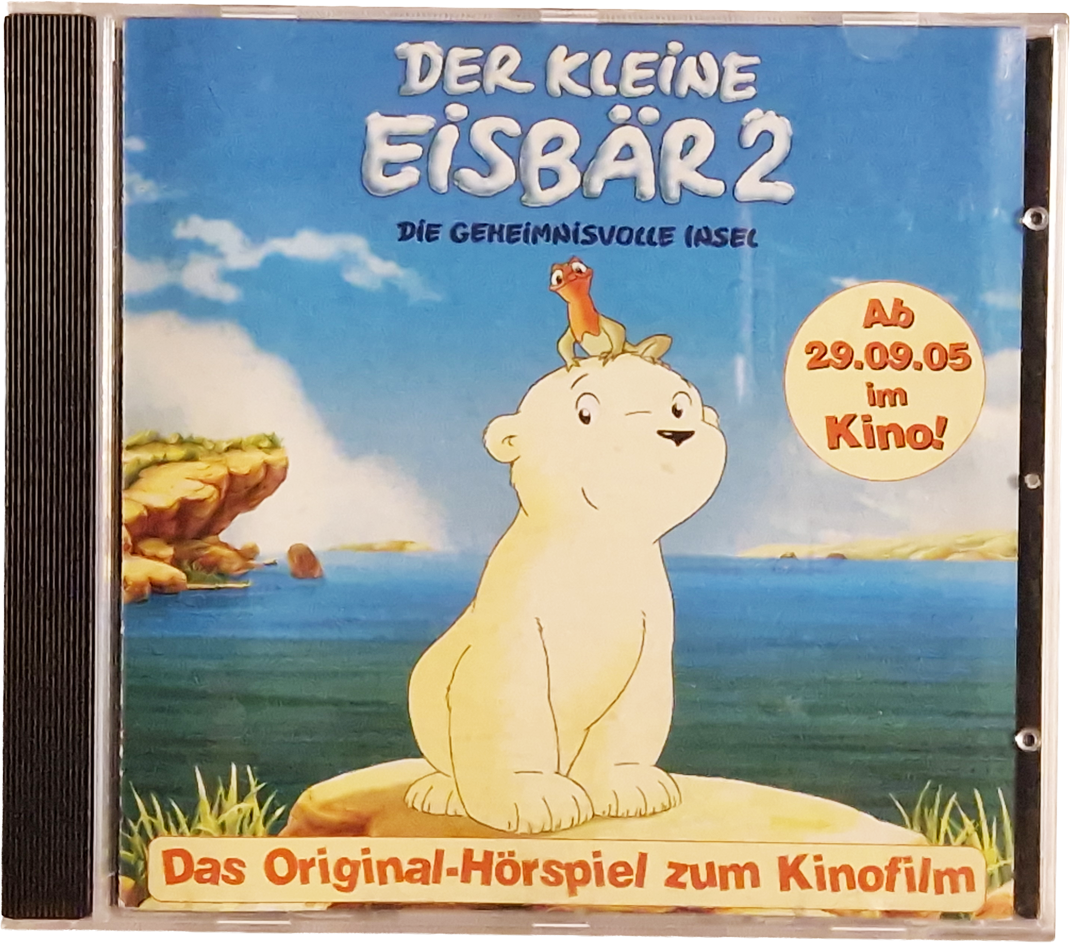 DER KLEINE
EISBÄR 2
DIE GEHEIMNISVOLLE INSEL
Ab
29.09.05
im
Kino!
Das Original-Hörspiel zum Kinofilm